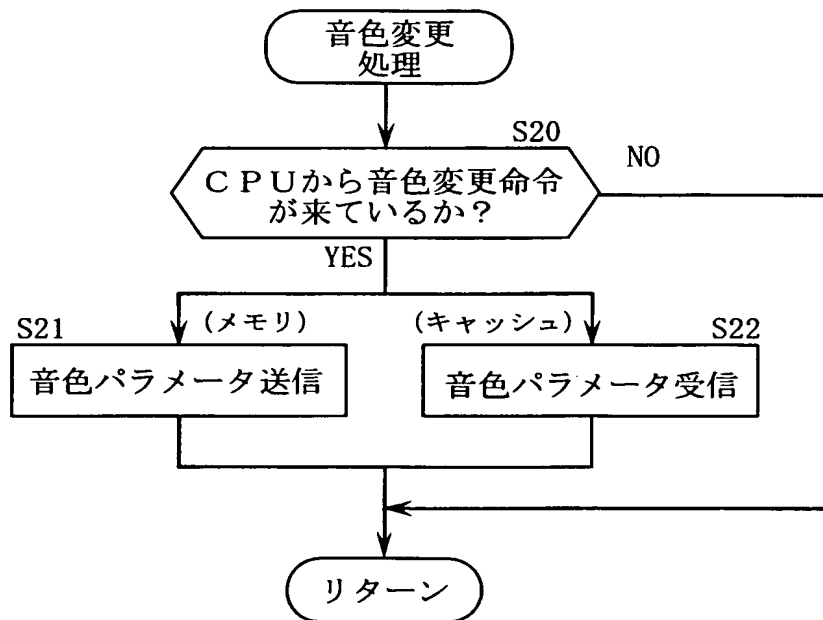 音色変更
処理
S20
NO
CPUから音色変更命令
が来ているか?
YES
(メモリ)
(キャッシュ)
S21
S22
音色パラメータ送信
音色パラメータ受信
リターン